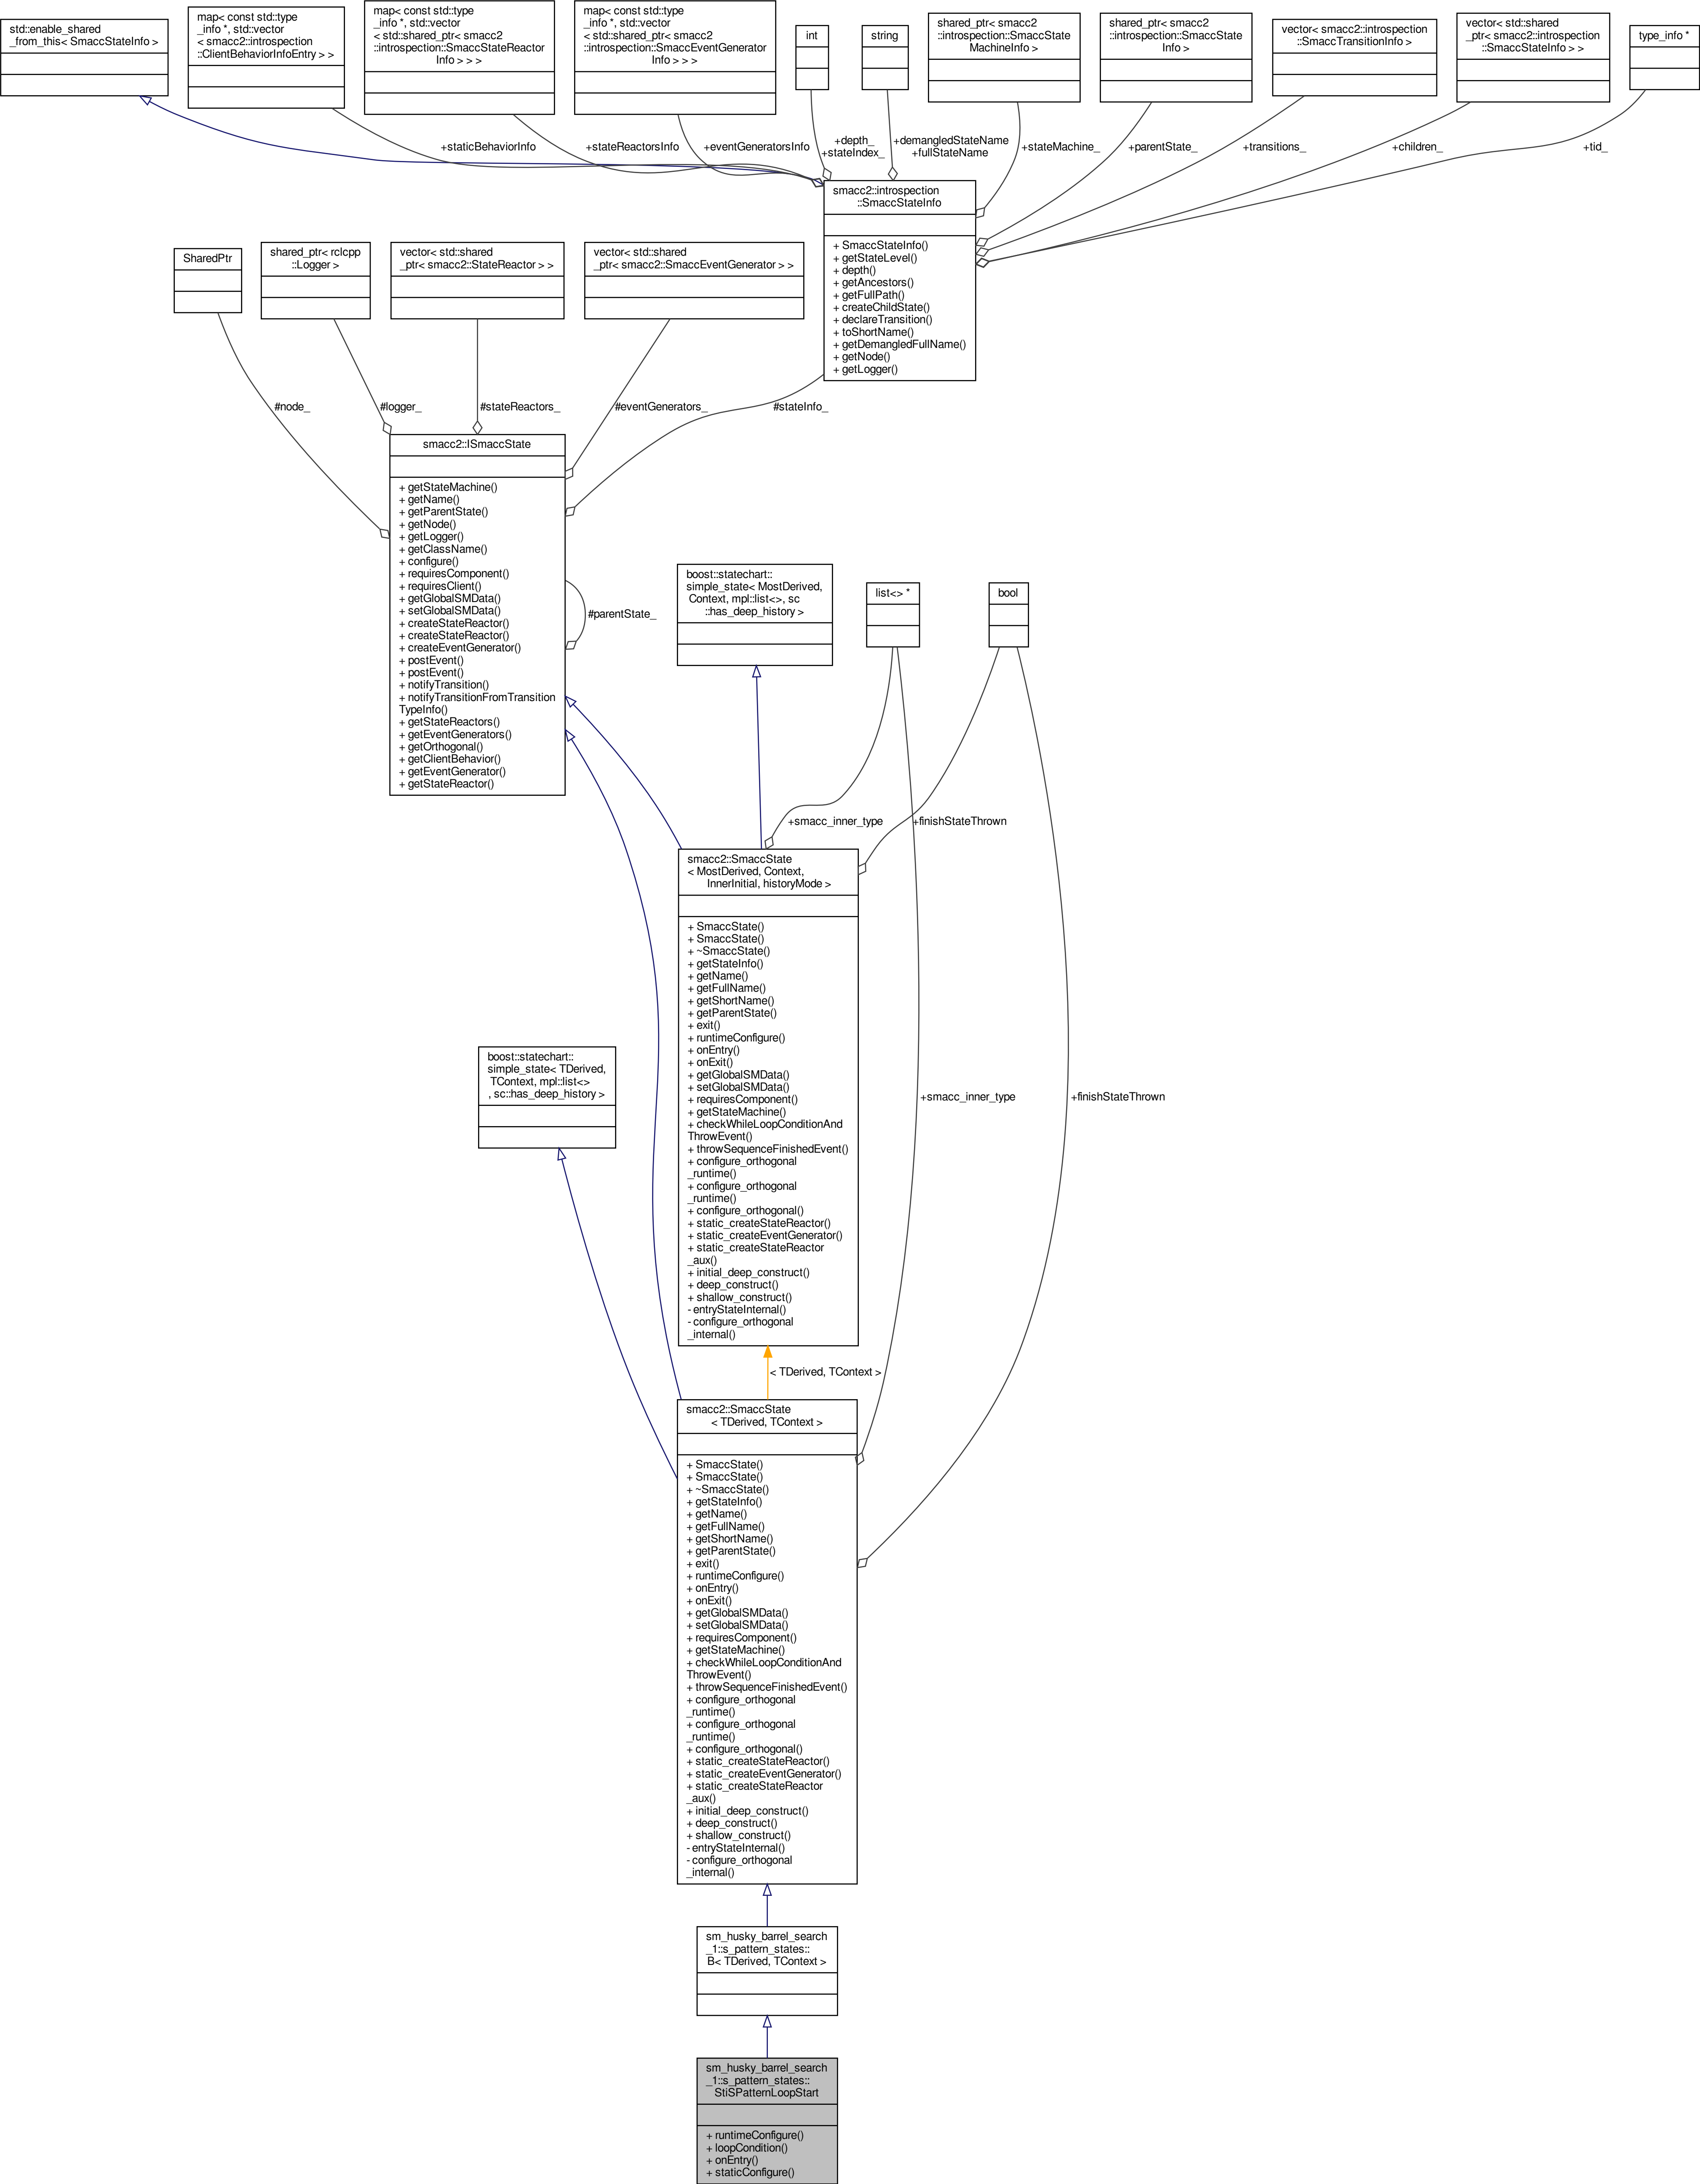 std::enable_shared
_from_this< SmaccStateInfo >
map< const std::type
_info *, std::vector
< smacc2::introspection
::ClientBehaviorInfoEntry > >
map< const std::type
_info *, std::vector
< std::shared_ptr< smacc2
::introspection::SmaccStateReactor
Info > > >
map< const std::type
_info *, std::vector
< std::shared_ptr< smacc2
::introspection::SmaccEventGenerator
Info > > >
int
string
shared_ptr< smacc2
::introspection::SmaccState
MachineInfo >
shared_ptr< smacc2
::introspection::SmaccState
Info >
vector< smacc2::introspection
::SmaccTransitionInfo >
vector< std::shared
_ptr< smacc2::introspection
::SmaccStateInfo > >
type_info *
+staticBehaviorInfo
+stateReactorsInfo
+eventGeneratorsInfo
+depth_
+stateIndex_
+demangledStateName
+fullStateName
+stateMachine_
+parentState_
+transitions_
+children_
+tid_
smacc2::introspection
::SmaccStateInfo
+ SmaccStateInfo()
+ getStateLevel()
+ depth()
+ getAncestors()
+ getFullPath()
+ createChildState()
+ declareTransition()
+ toShortName()
+ getDemangledFullName()
+ getNode()
+ getLogger()
SharedPtr
shared_ptr< rclcpp
::Logger >
vector< std::shared
_ptr< smacc2::StateReactor > >
vector< std::shared
_ptr< smacc2::SmaccEventGenerator > >
#node_
#logger_
#stateReactors_
#eventGenerators_
#stateInfo_
smacc2::ISmaccState
+ getStateMachine()
+ getName()
+ getParentState()
+ getNode()
+ getLogger()
+ getClassName()
+ configure()
+ requiresComponent()
+ requiresClient()
+ getGlobalSMData()
+ setGlobalSMData()
+ createStateReactor()
+ createStateReactor()
+ createEventGenerator()
+ postEvent()
+ postEvent()
+ notifyTransition()
+ notifyTransitionFromTransition
TypeInfo()
+ getStateReactors()
+ getEventGenerators()
+ getOrthogonal()
+ getClientBehavior()
+ getEventGenerator()
+ getStateReactor()
#parentState_
boost::statechart::
simple_state< MostDerived,
Context, mpl::list<>, sc
::has_deep_history >
list<> *
bool
+smacc_inner_type
+finishStateThrown
smacc2::SmaccState
< MostDerived, Context,
InnerInitial, historyMode >
+ SmaccState()
+ SmaccState()
+ ~SmaccState()
+ getStateInfo()
+ getName()
+ getFullName()
+ getShortName()
+ getParentState()
+ exit()
+ runtimeConfigure()
+ onEntry()
+ onExit()
+ getGlobalSMData()
+ setGlobalSMData()
+ requiresComponent()
+ getStateMachine()
+ checkWhileLoopConditionAnd
ThrowEvent()
+ throwSequenceFinishedEvent()
+ configure_orthogonal
_runtime()
+ configure_orthogonal
_runtime()
+ configure_orthogonal()
+ static_createStateReactor()
+ static_createEventGenerator()
+ static_createStateReactor
_aux()
+ initial_deep_construct()
+ deep_construct()
+ shallow_construct()
- entryStateInternal()
- configure_orthogonal
_internal()
boost::statechart::
simple_state< TDerived,
TContext, mpl::list<>
, sc::has_deep_history >
+smacc_inner_type
+finishStateThrown
< TDerived, TContext >
smacc2::SmaccState
< TDerived, TContext >
+ SmaccState()
+ SmaccState()
+ ~SmaccState()
+ getStateInfo()
+ getName()
+ getFullName()
+ getShortName()
+ getParentState()
+ exit()
+ runtimeConfigure()
+ onEntry()
+ onExit()
+ getGlobalSMData()
+ setGlobalSMData()
+ requiresComponent()
+ getStateMachine()
+ checkWhileLoopConditionAnd
ThrowEvent()
+ throwSequenceFinishedEvent()
+ configure_orthogonal
_runtime()
+ configure_orthogonal
_runtime()
+ configure_orthogonal()
+ static_createStateReactor()
+ static_createEventGenerator()
+ static_createStateReactor
_aux()
+ initial_deep_construct()
+ deep_construct()
+ shallow_construct()
- entryStateInternal()
- configure_orthogonal
_internal()
sm_husky_barrel_search
_1::s_pattern_states::
B< TDerived, TContext >
sm_husky_barrel_search
_1::s_pattern_states::
StiSPatternLoopStart
+ runtimeConfigure()
+ loopCondition()
+ onEntry()
+ staticConfigure()